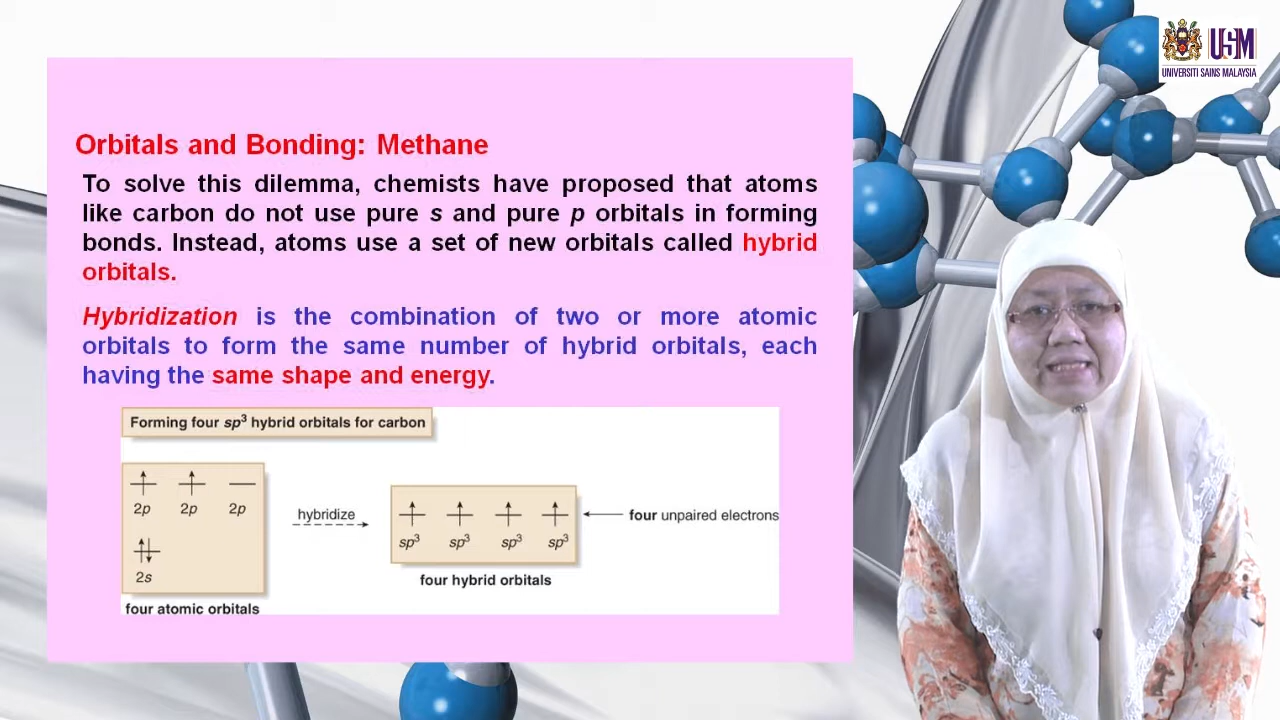 USM
UNIVERSITI SAINS MALAYSIA
Orbitals and Bonding: Methane
To solve this dilemma, chemists have proposed that atoms
like carbon do not use pure s and pure p orbitals in forming
bonds. Instead, atoms use a set of new orbitals called hybrid
orbitals.
Hybridization is the combination of two or more atomic
orbitals to form the same number of hybrid orbitals, each
having the same shape and energy.
Forming four sp³ hybrid orbitals for carbon
2p 2p 2p
2s
four atomic orbitals
hybridize
sp³ sp³ sp³ sp³
four hybrid orbitals
four unpaired electrons